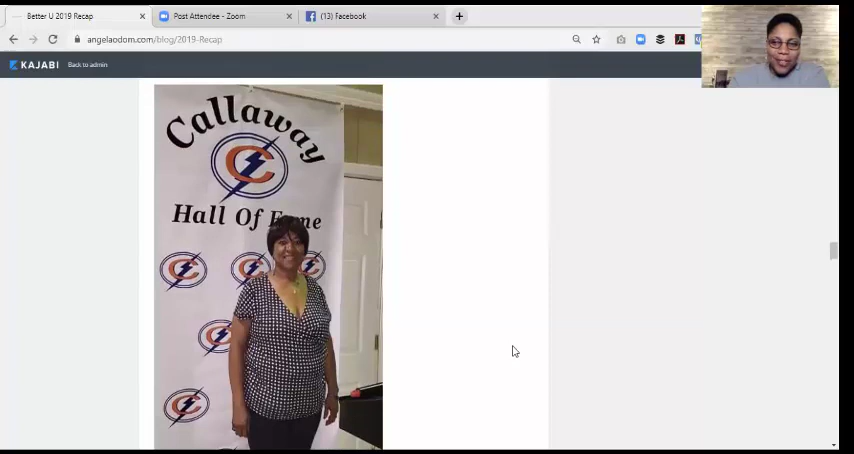 Better U 2019 Recap
Post Attendee - Zoom
(13) Facebook
angelaodom.com/blog/2019-Recap
KAJABI
Back to admin
Callaway
C
Hall Of Fame
C
C
C
C
C